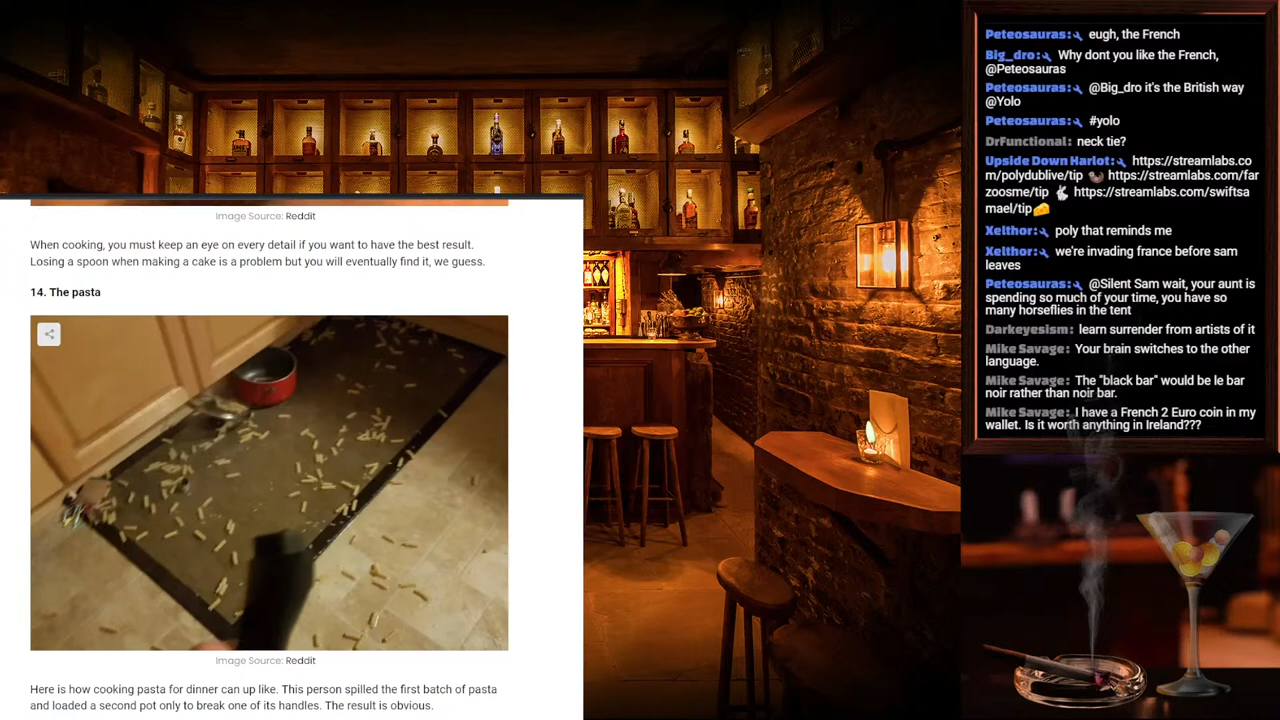 Image Source: Reddit
When cooking, you must keep an eye on every detail if you want to have the best result.
Losing a spoon when making a cake is a problem but you will eventually find it, we guess.
14. The pasta
Image Source: Reddit
Here is how cooking pasta for dinner can up like. This person spilled the first batch of pasta
and loaded a second pot only to break one of its handles. The result is obvious.
Peteosauras: eugh, the French
Big_dro: Why dont you like the French,
@Peteosauras
Peteosauras: @Big_dro it's the British way
@Yolo
Peteosauras: #yolo
DrFunctional: neck tie?
Upside Down Harlot: https://streamlabs.co
m/polydublive/tip https://streamlabs.com/far
zoosme/tip https://streamlabs.com/swiftsa
mael/tip
Xelthor: poly that reminds me
Xelthor: we're invading france before sam
leaves
Peteosauras: @Silent Sam wait, your aunt is
spending so much of your time, you have so
many horseflies in the tent
Darkeyesism: learn surrender from artists of it
Mike Savage: Your brain switches to the other
language.
Mike Savage: The "black bar" would be le bar
noir rather than noir bar.
Mike Savage: I have a French 2 Euro coin in my
wallet. Is it worth anything in Ireland???